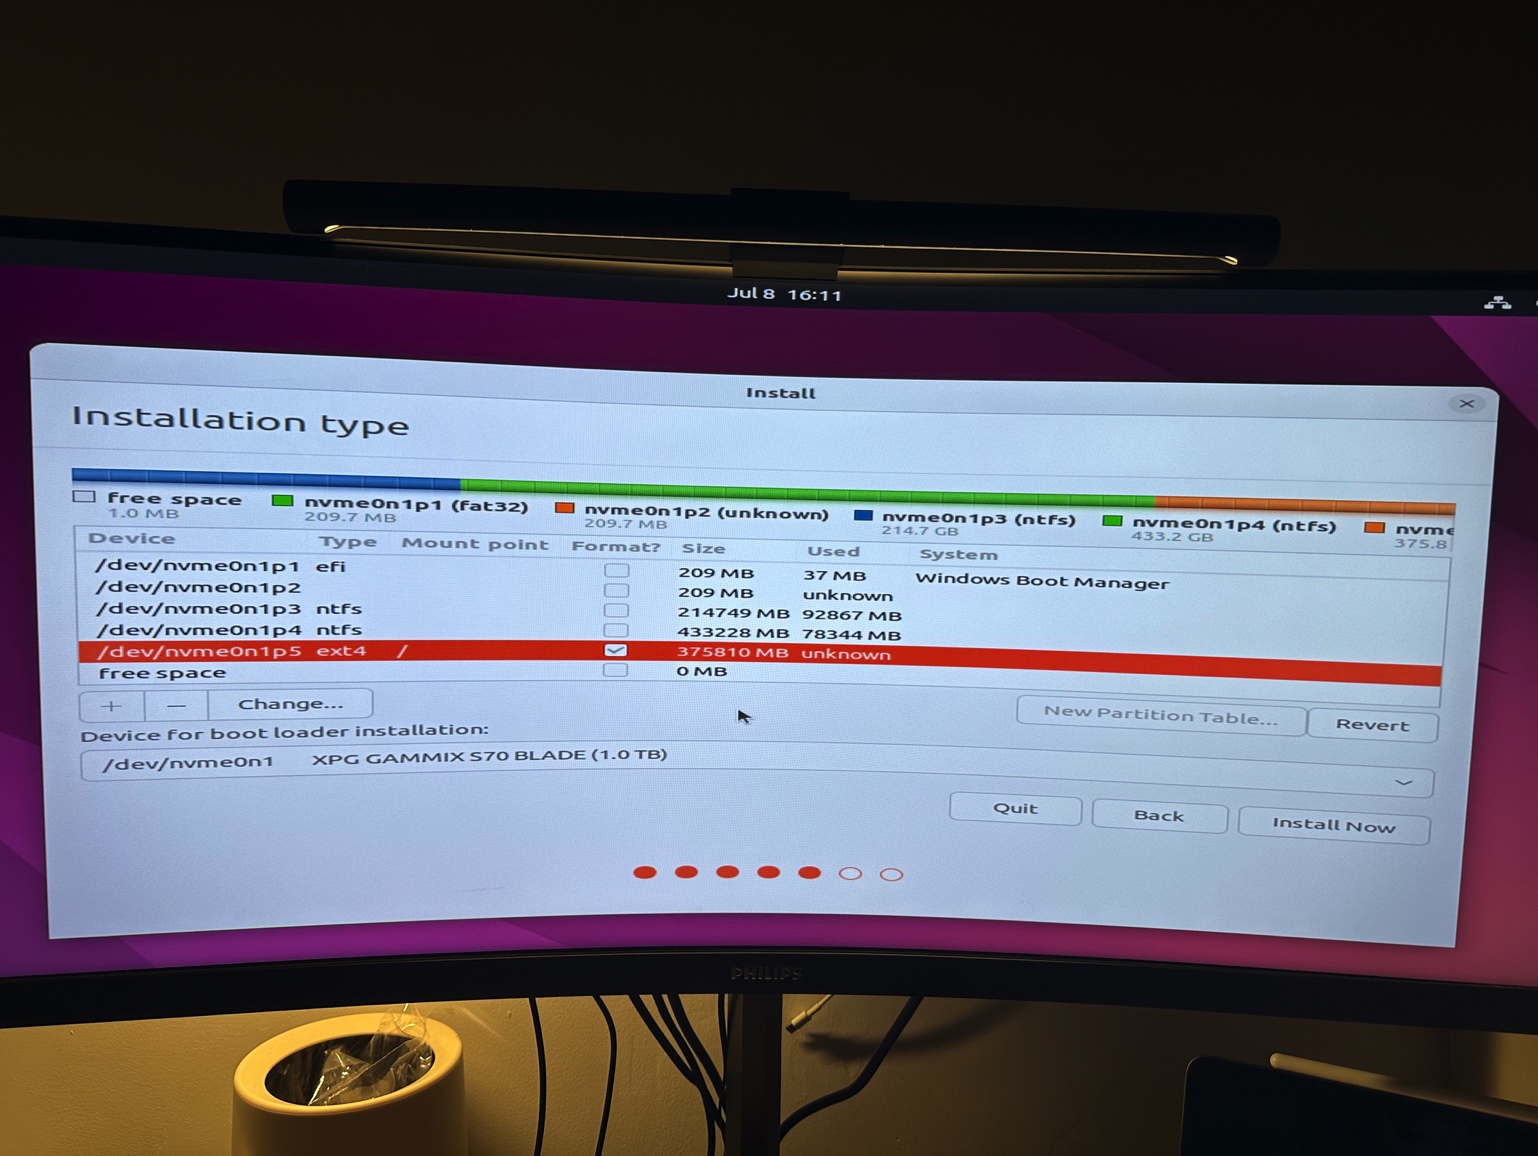 Jul 8 16:11
Install
Installation type
free space
1.0 MB
nvme0n1p1 (fat32)
209.7 MB
nvme0n1p2 (unknown)
209.7 MB
nvme0n1p3 (ntfs)
214.7 GB
nvme0n1p4 (ntfs)
433.2 GB
nvme
375.8
Device Type Mount point Format? Size Used System
/dev/nvme0n1p1 efi 209 MB 37 MB Windows Boot Manager
/dev/nvme0n1p2 209 MB unknown
/dev/nvme0n1p3 ntfs 214749 MB 92867 MB
/dev/nvme0n1p4 ntfs 433228 MB 78344 MB
/dev/nvme0n1p5 ext4 / 375810 MB unknown
free space 0 MB
+ − Change... New Partition Table... Revert
Device for boot loader installation:
/dev/nvme0n1 XPG GAMMIX S70 BLADE (1.0 TB)
Quit Back Install Now
PHILIPS